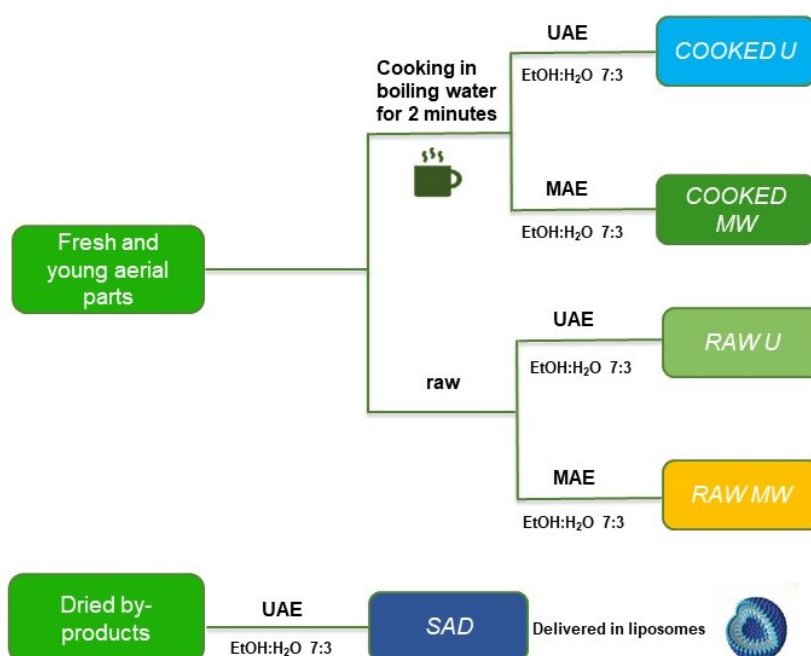 UAE
EtOH:H₂O 7:3
COOKED U
Cooking in
boiling water
for 2 minutes
MAE
EtOH:H₂O 7:3
COOKED
MW
Fresh and
young aerial
parts
UAE
EtOH:H₂O 7:3
RAW U
raw
MAE
EtOH:H₂O 7:3
RAW MW
Dried by-
products
UAE
EtOH:H₂O 7:3
SAD
Delivered in liposomes